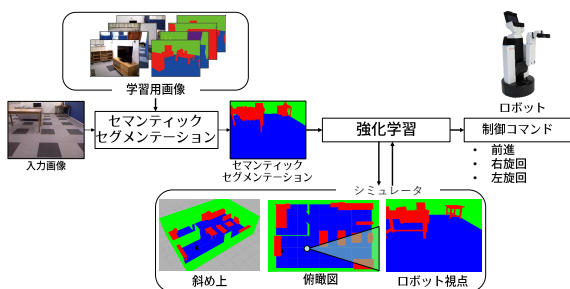 学習用画像
ロボット
セマンティック
セグメンテーション
強化学習
制御コマンド
入力画像
セマンティック
セグメンテーション
• 前進
• 右旋回
• 左旋回
シミュレータ
斜め上
俯瞰図
ロボット視点